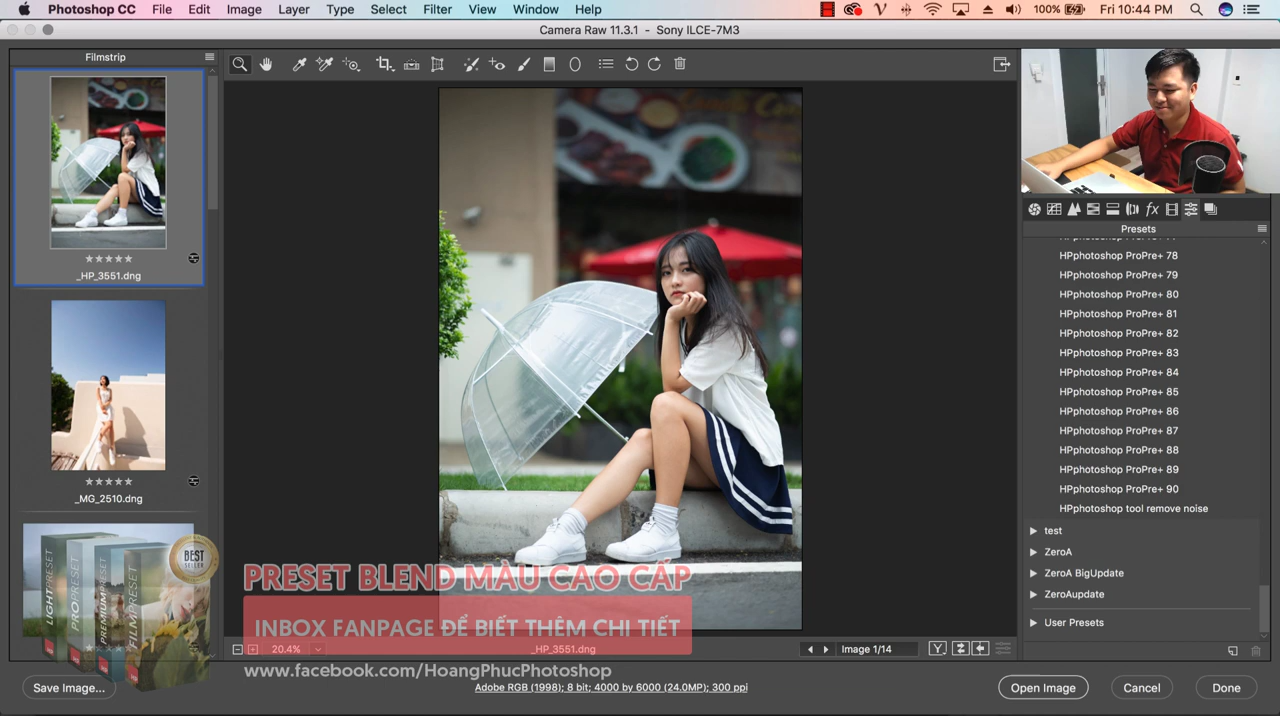 Photoshop CC File Edit Image Layer Type Select Filter View Window Help 100% Fri 10:44 PM
Camera Raw 11.3.1 - Sony ILCE-7M3
Filmstrip
_HP_3551.dng
_MG_2510.dng
BEST SELLER
LIGHTPRESET
PROPRESET
PREMIUMPRESET
FILMPRESET
Presets
HPphotoshop ProPre+ 78
HPphotoshop ProPre+ 79
HPphotoshop ProPre+ 80
HPphotoshop ProPre+ 81
HPphotoshop ProPre+ 82
HPphotoshop ProPre+ 83
HPphotoshop ProPre+ 84
HPphotoshop ProPre+ 85
HPphotoshop ProPre+ 86
HPphotoshop ProPre+ 87
HPphotoshop ProPre+ 88
HPphotoshop ProPre+ 89
HPphotoshop ProPre+ 90
HPphotoshop tool remove noise
test
ZeroA
ZeroA BigUpdate
ZeroAupdate
User Presets
PRESET BLEND MÀU CAO CẤP
INBOX FANPAGE ĐỂ BIẾT THÊM CHI TIẾT
www.facebook.com/HoangPhucPhotoshop
20.4%
_HP_3551.dng
Image 1/14
Save Image...
Adobe RGB (1998); 8 bit; 4000 by 6000 (24.0MP); 300 ppi
Open Image
Cancel
Done